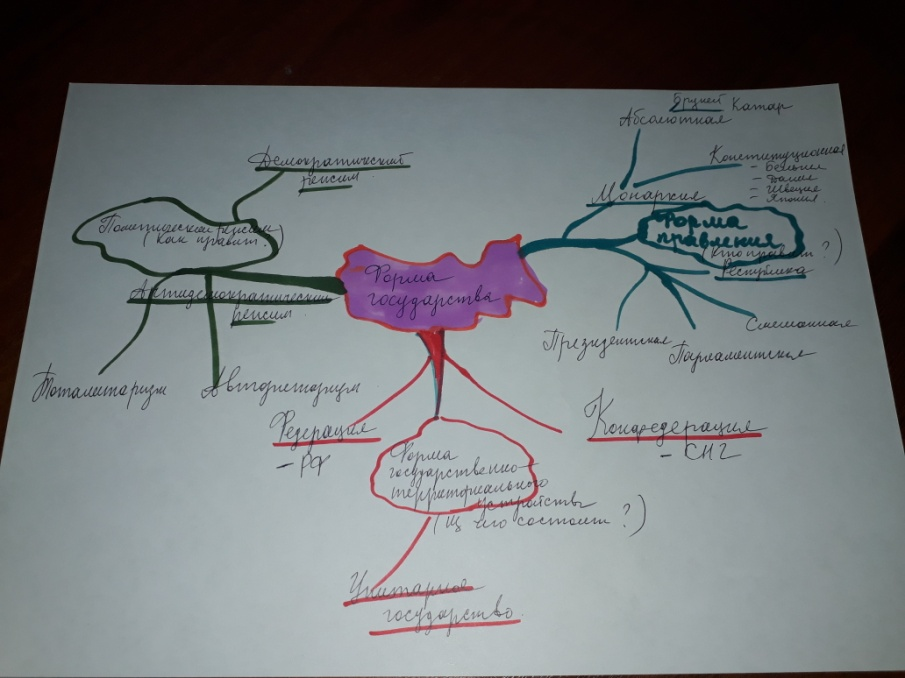 Форма
государства
Политический режим
(как правит?)
Демократический
режим
Антидемократический
режим
Тоталитаризм
Авторитаризм
Форма
правления
(кто правит?)
Монархия
Абсолютная
Бруней Катар
Конституционная
- Бельгия
- Дания
- Швеция
- Япония
Республика
Президентская
Парламентская
Смешанная
Форма
государственно-
территориального
устройства
(Из чего состоит?)
Федерация
- РФ
Конфедерация
- СНГ
Унитарное
государство